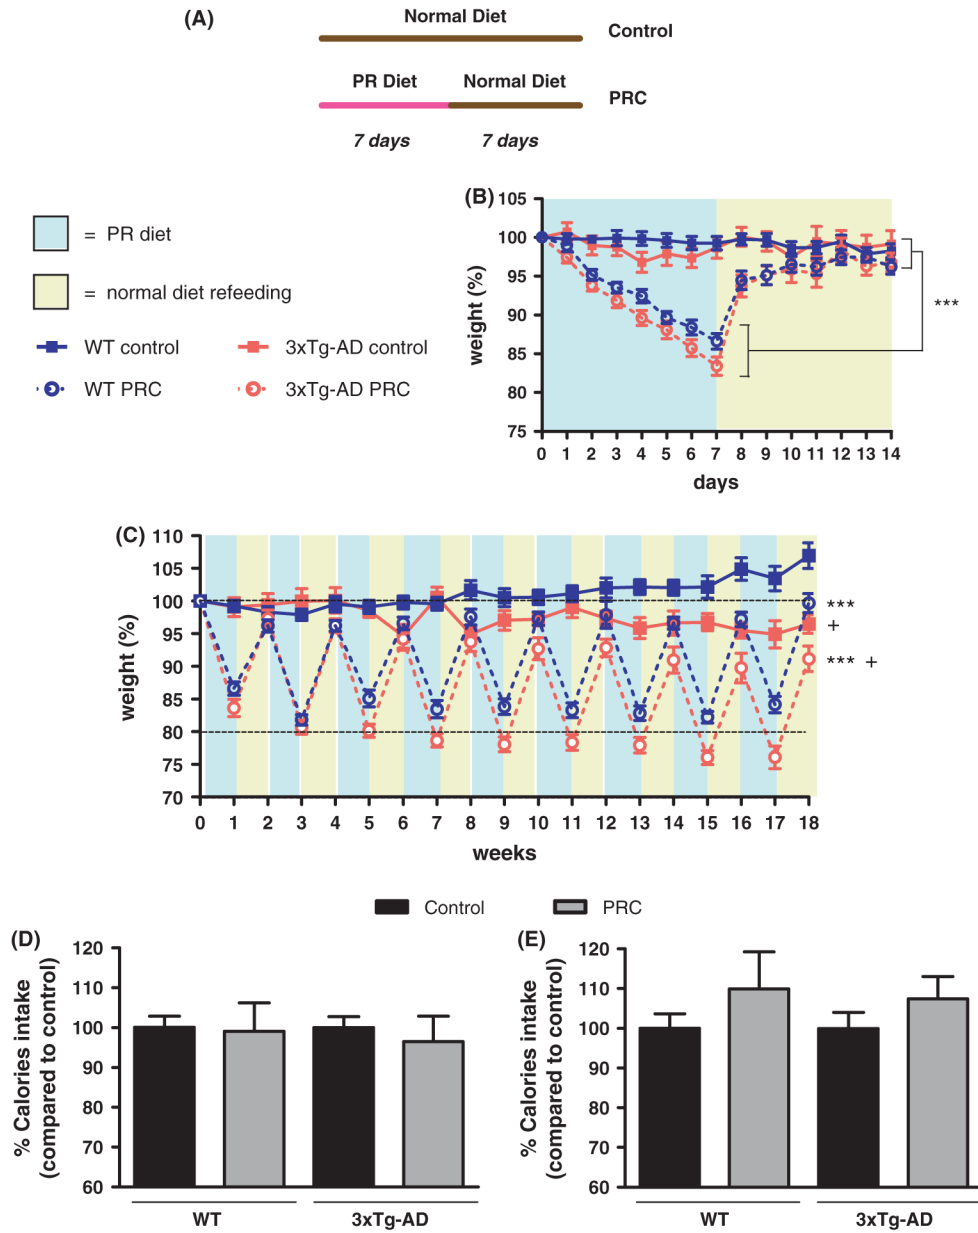 (A)
Normal Diet
Control
PR Diet Normal Diet
PRC
7 days 7 days
= PR diet
= normal diet refeeding
WT control 3xTg-AD control
WT PRC 3xTg-AD PRC
(B)
105
100
95
90
85
80
75
weight (%)
0 1 2 3 4 5 6 7 8 9 10 11 12 13 14
days
***
(C)
110
105
100
95
90
85
80
75
70
weight (%)
0 1 2 3 4 5 6 7 8 9 10 11 12 13 14 15 16 17 18
weeks
***
+
*** +
Control PRC
(D)
120
110
100
90
80
70
60
% Calories intake
(compared to control)
WT 3xTg-AD
(E)
120
110
100
90
80
70
60
% Calories intake
(compared to control)
WT 3xTg-AD